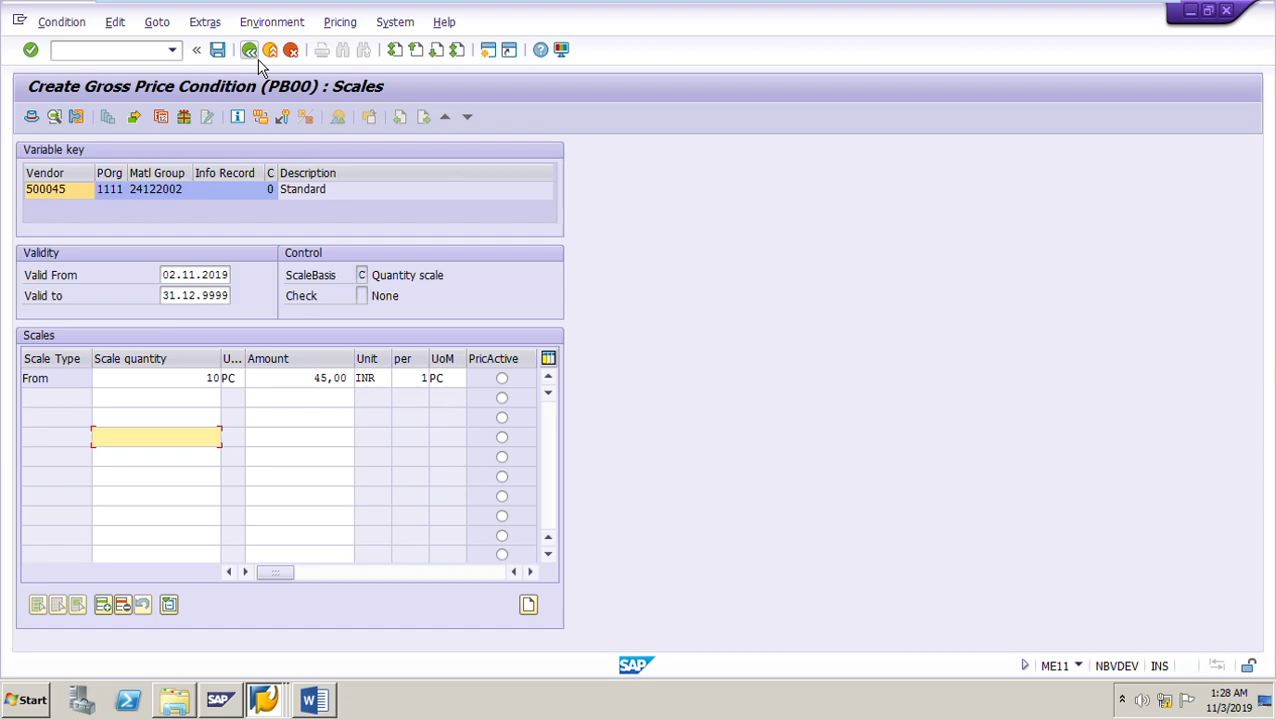 Condition Edit Goto Extras Environment Pricing System Help
Create Gross Price Condition (PB00) : Scales
Variable key
Vendor POrg Matl Group Info Record C Description
500045 1111 24122002 0 Standard
Validity Control
Valid From 02.11.2019 ScaleBasis C Quantity scale
Valid to 31.12.9999 Check None
Scales
Scale Type Scale quantity U... Amount Unit per UoM PricActive
From 10 PC 45,00 INR 1 PC
SAP ME11 NBVDEV INS
Start SAP 1:28 AM
11/3/2019